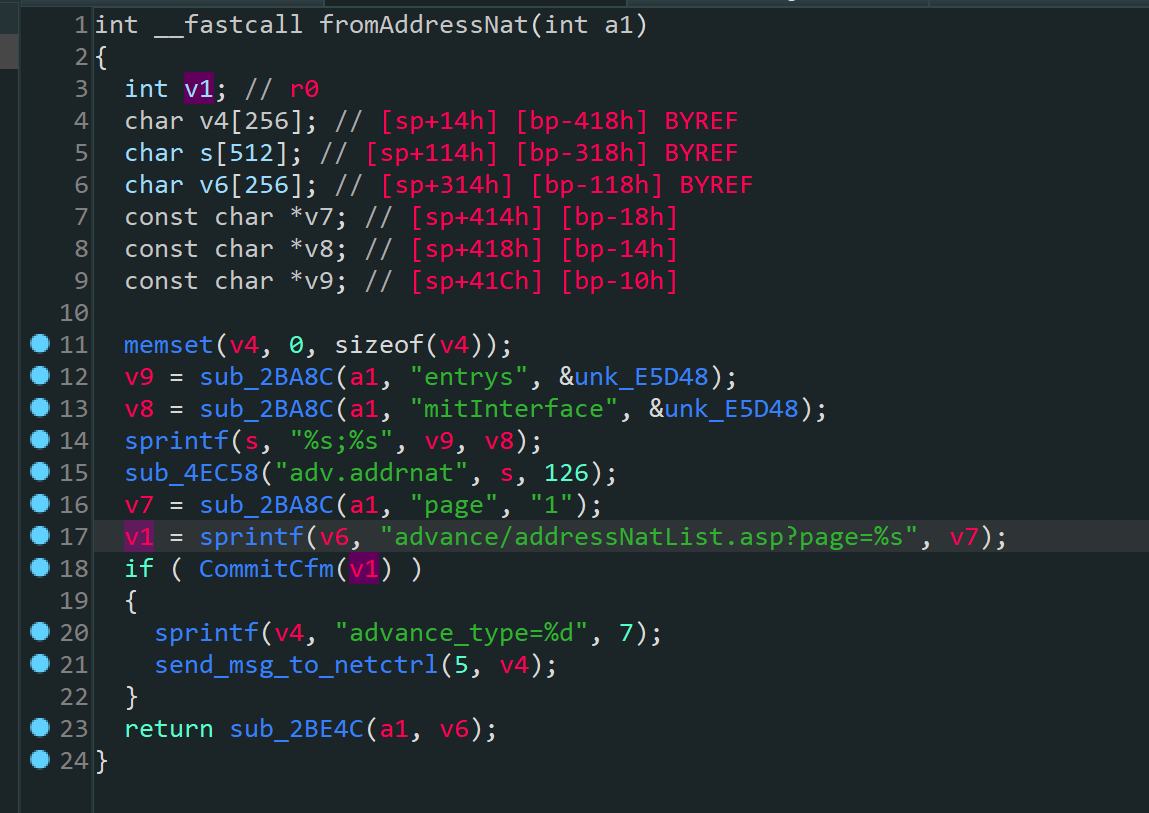 1 int __fastcall fromAddressNat(int a1)
2 {
3   int v1; // r0
4   char v4[256]; // [sp+14h] [bp-418h] BYREF
5   char s[512]; // [sp+114h] [bp-318h] BYREF
6   char v6[256]; // [sp+314h] [bp-118h] BYREF
7   const char *v7; // [sp+414h] [bp-18h]
8   const char *v8; // [sp+418h] [bp-14h]
9   const char *v9; // [sp+41Ch] [bp-10h]
10
11   memset(v4, 0, sizeof(v4));
12   v9 = sub_2BA8C(a1, "entrys", &unk_E5D48);
13   v8 = sub_2BA8C(a1, "mitInterface", &unk_E5D48);
14   sprintf(s, "%s;%s", v9, v8);
15   sub_4EC58("adv.addrnat", s, 126);
16   v7 = sub_2BA8C(a1, "page", "1");
17   v1 = sprintf(v6, "advance/addressNatList.asp?page=%s", v7);
18   if ( CommitCfm(v1) )
19   {
20     sprintf(v4, "advance_type=%d", 7);
21     send_msg_to_netctrl(5, v4);
22   }
23   return sub_2BE4C(a1, v6);
24 }